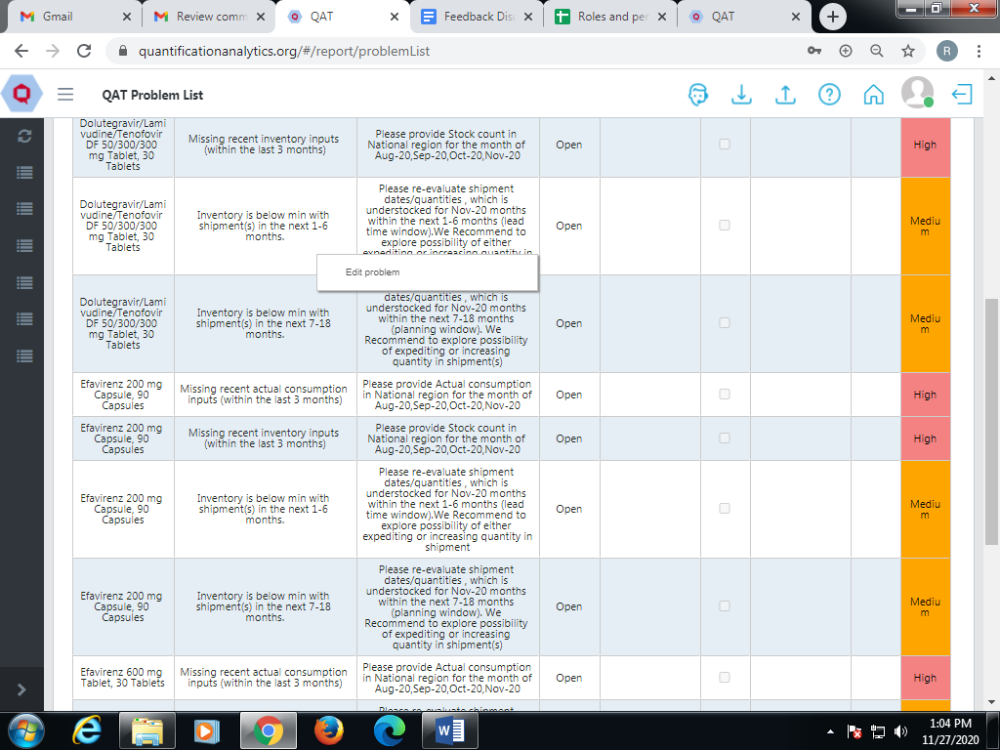 Gmail
Review comm
QAT
Feedback Dis
Roles and per
QAT
quantificationanalytics.org/#/report/problemList
R
QAT Problem List
Dolutegravir/Lami
vudine/Tenofovir
DF 50/300/300
mg Tablet, 30
Tablets
Missing recent inventory inputs
(within the last 3 months)
Please provide Stock count in
National region for the month of
Aug-20,Sep-20,Oct-20,Nov-20
Open
High
Dolutegravir/Lami
vudine/Tenofovir
DF 50/300/300
mg Tablet, 30
Tablets
Inventory is below min with
shipment(s) in the next 1-6
months.
Please re-evaluate shipment
dates/quantities , which is
understocked for Nov-20 months
within the next 1-6 months (lead
time window).We Recommend to
explore possibility of either
expediting or increasing quantity in
Open
Mediu
m
Edit problem
Dolutegravir/Lami
vudine/Tenofovir
DF 50/300/300
mg Tablet, 30
Tablets
Inventory is below min with
shipment(s) in the next 7-18
months.
dates/quantities , which is
understocked for Nov-20 months
within the next 7-18 months
(planning window). We
Recommend to explore possibility
of expediting or increasing
quantity in shipment(s)
Open
Mediu
m
Efavirenz 200 mg
Capsule, 90
Capsules
Missing recent actual consumption
inputs (within the last 3 months)
Please provide Actual consumption
in National region for the month of
Aug-20,Sep-20,Oct-20,Nov-20
Open
High
Efavirenz 200 mg
Capsule, 90
Capsules
Missing recent inventory inputs
(within the last 3 months)
Please provide Stock count in
National region for the month of
Aug-20,Sep-20,Oct-20,Nov-20
Open
High
Efavirenz 200 mg
Capsule, 90
Capsules
Inventory is below min with
shipment(s) in the next 1-6
months.
Please re-evaluate shipment
dates/quantities , which is
understocked for Nov-20 months
within the next 1-6 months (lead
time window).We Recommend to
explore possibility of either
expediting or increasing quantity in
shipment
Open
Mediu
m
Efavirenz 200 mg
Capsule, 90
Capsules
Inventory is below min with
shipment(s) in the next 7-18
months.
Please re-evaluate shipment
dates/quantities , which is
understocked for Nov-20 months
within the next 7-18 months
(planning window). We
Recommend to explore possibility
of expediting or increasing
quantity in shipment(s)
Open
Mediu
m
Efavirenz 600 mg
Tablet, 30 Tablets
Missing recent actual consumption
inputs (within the last 3 months)
Please provide Actual consumption
in National region for the month of
Aug-20,Sep-20,Oct-20,Nov-20
Open
High
Please re-evaluate shipment
1:04 PM
11/27/2020